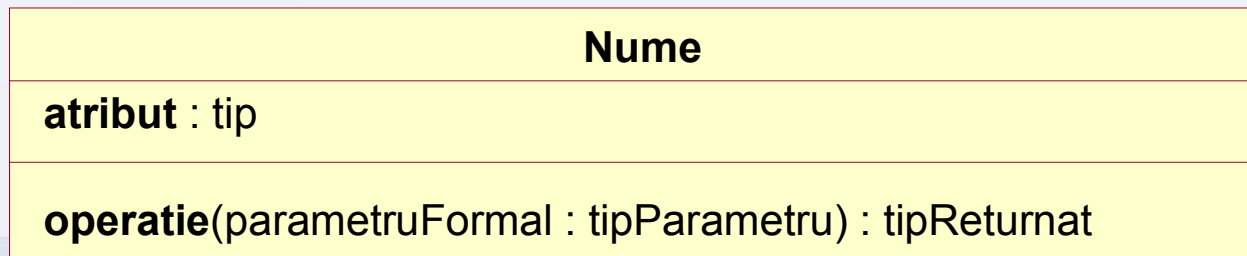 Nume
atribut : tip
operatie(parametruFormal : tipParametru) : tipReturnat